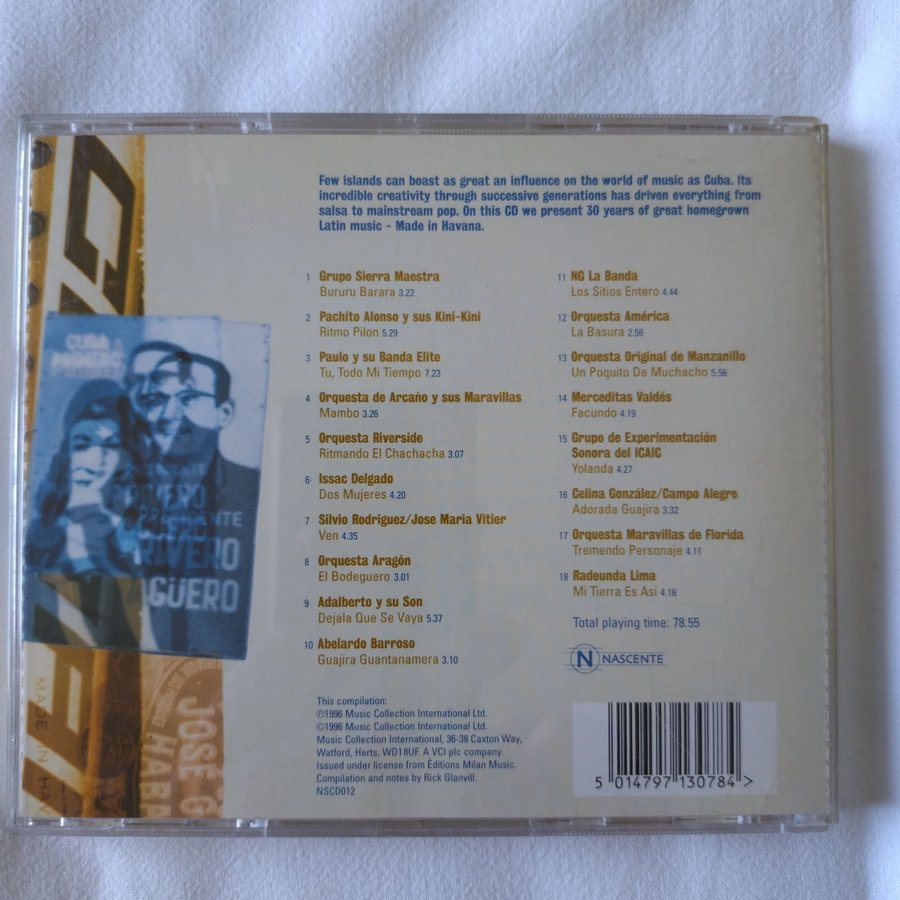 Few islands can boast as great an influence on the world of music as Cuba. Its
incredible creativity through successive generations has driven everything from
salsa to mainstream pop. On this CD we present 30 years of great homegrown
Latin music - Made in Havana.
1 Grupo Sierra Maestra
Bururu Barara 3.22
2 Pachito Alonso y sus Kini-Kini
Ritmo Pilon 5.29
3 Paulo y su Banda Elite
Tu, Todo Mi Tiempo 7.23
4 Orquesta de Arcaño y sus Maravillas
Mambo 3.26
5 Orquesta Riverside
Ritmando El Chachacha 3.07
6 Issac Delgado
Dos Mujeres 4.20
7 Silvio Rodriguez/Jose Maria Vitier
Ven 4.35
8 Orquesta Aragón
El Bodeguero 3.01
9 Adalberto y su Son
Dejala Que Se Vaya 5.37
10 Abelardo Barroso
Guajira Guantanamera 3.10
11 NG La Banda
Los Sitios Entero 4.44
12 Orquesta América
La Basura 2.56
13 Orquesta Original de Manzanillo
Un Poquito De Muchacho 5.56
14 Merceditas Valdés
Facundo 4.19
15 Grupo de Experimentación
Sonora del ICAIC
Yolanda 4.27
16 Celina González/Campo Alegre
Adorada Guajira 3.32
17 Orquesta Maravillas de Florida
Tremendo Personaje 4.11
18 Radeunda Lima
Mi Tierra Es Asi 4.16
Total playing time: 78.55
N NASCENTE
This compilation:
℗1996 Music Collection International Ltd.
©1996 Music Collection International Ltd.
Music Collection International, 36-38 Caxton Way,
Watford, Herts, WD1 8UF. A VCI plc company.
Issued under license from Éditions Milan Music.
Compilation and notes by Rick Glanvill.
NSCD012
5 014797 130784 >
CUBA
PRIMERO
RIVERO
RIVERO
AGÜERO
MADE IN HA
JOSE G
HABA